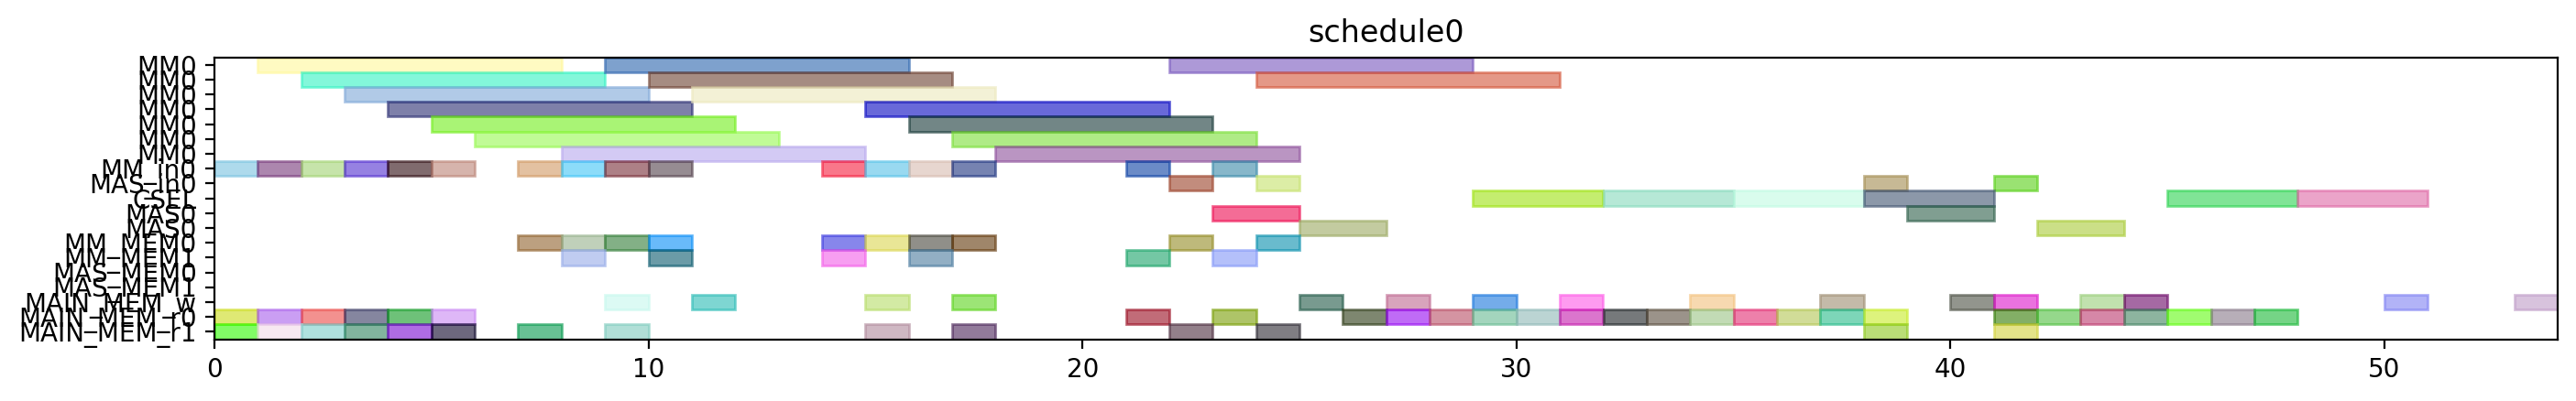 schedule0
MM0
MM0
MM0
MM0
MM0
MM0
MM0
MM_in0
MAS_in0
CSEL
MAS0
MAS0
MM_MEM0
MM_MEM1
MAS_MEM0
MAS_MEM1
MAIN_MEM_w
MAIN_MEM_r0
MAIN_MEM_r1
0 10 20 30 40 50